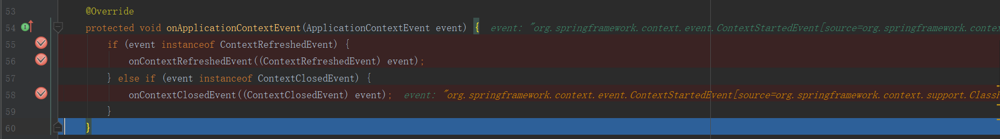 53 @Override
54 protected void onApplicationContextEvent(ApplicationContextEvent event) { event: "org.springframework.context.event.ContextStartedEvent[source=org.springframework.contex
55 if (event instanceof ContextRefreshedEvent) {
56 onContextRefreshedEvent((ContextRefreshedEvent) event);
57 } else if (event instanceof ContextClosedEvent) {
58 onContextClosedEvent((ContextClosedEvent) event); event: "org.springframework.context.event.ContextStartedEvent[source=org.springframework.context.support.ClassP
59 }
60 }